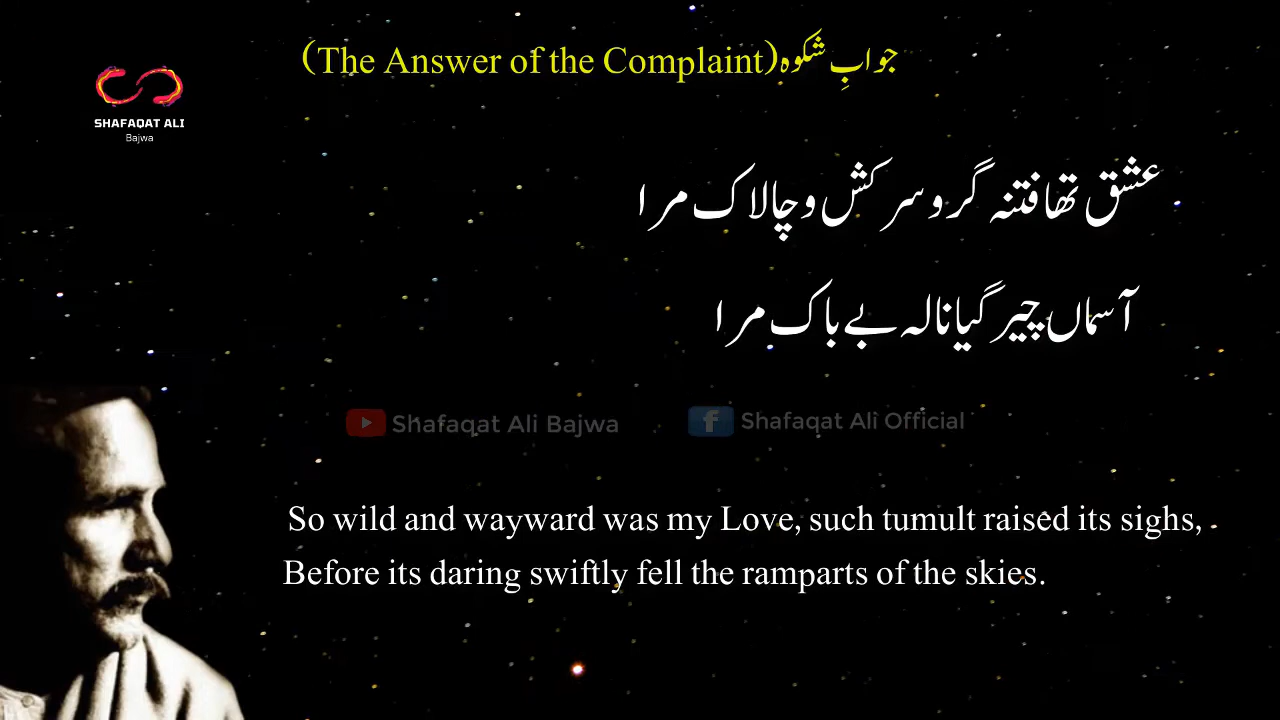 (The Answer of the Complaint)جوابِ شکوہ
SHAFAQAT ALI
Bajwa
عشق تھا فتنہ گر و سرکش و چالاک مرا
آسماں چیر گیا نالہ بے باک مرا
Shafaqat Ali Bajwa
Shafaqat Ali Official
So wild and wayward was my Love, such tumult raised its sighs,
Before its daring swiftly fell the ramparts of the skies.